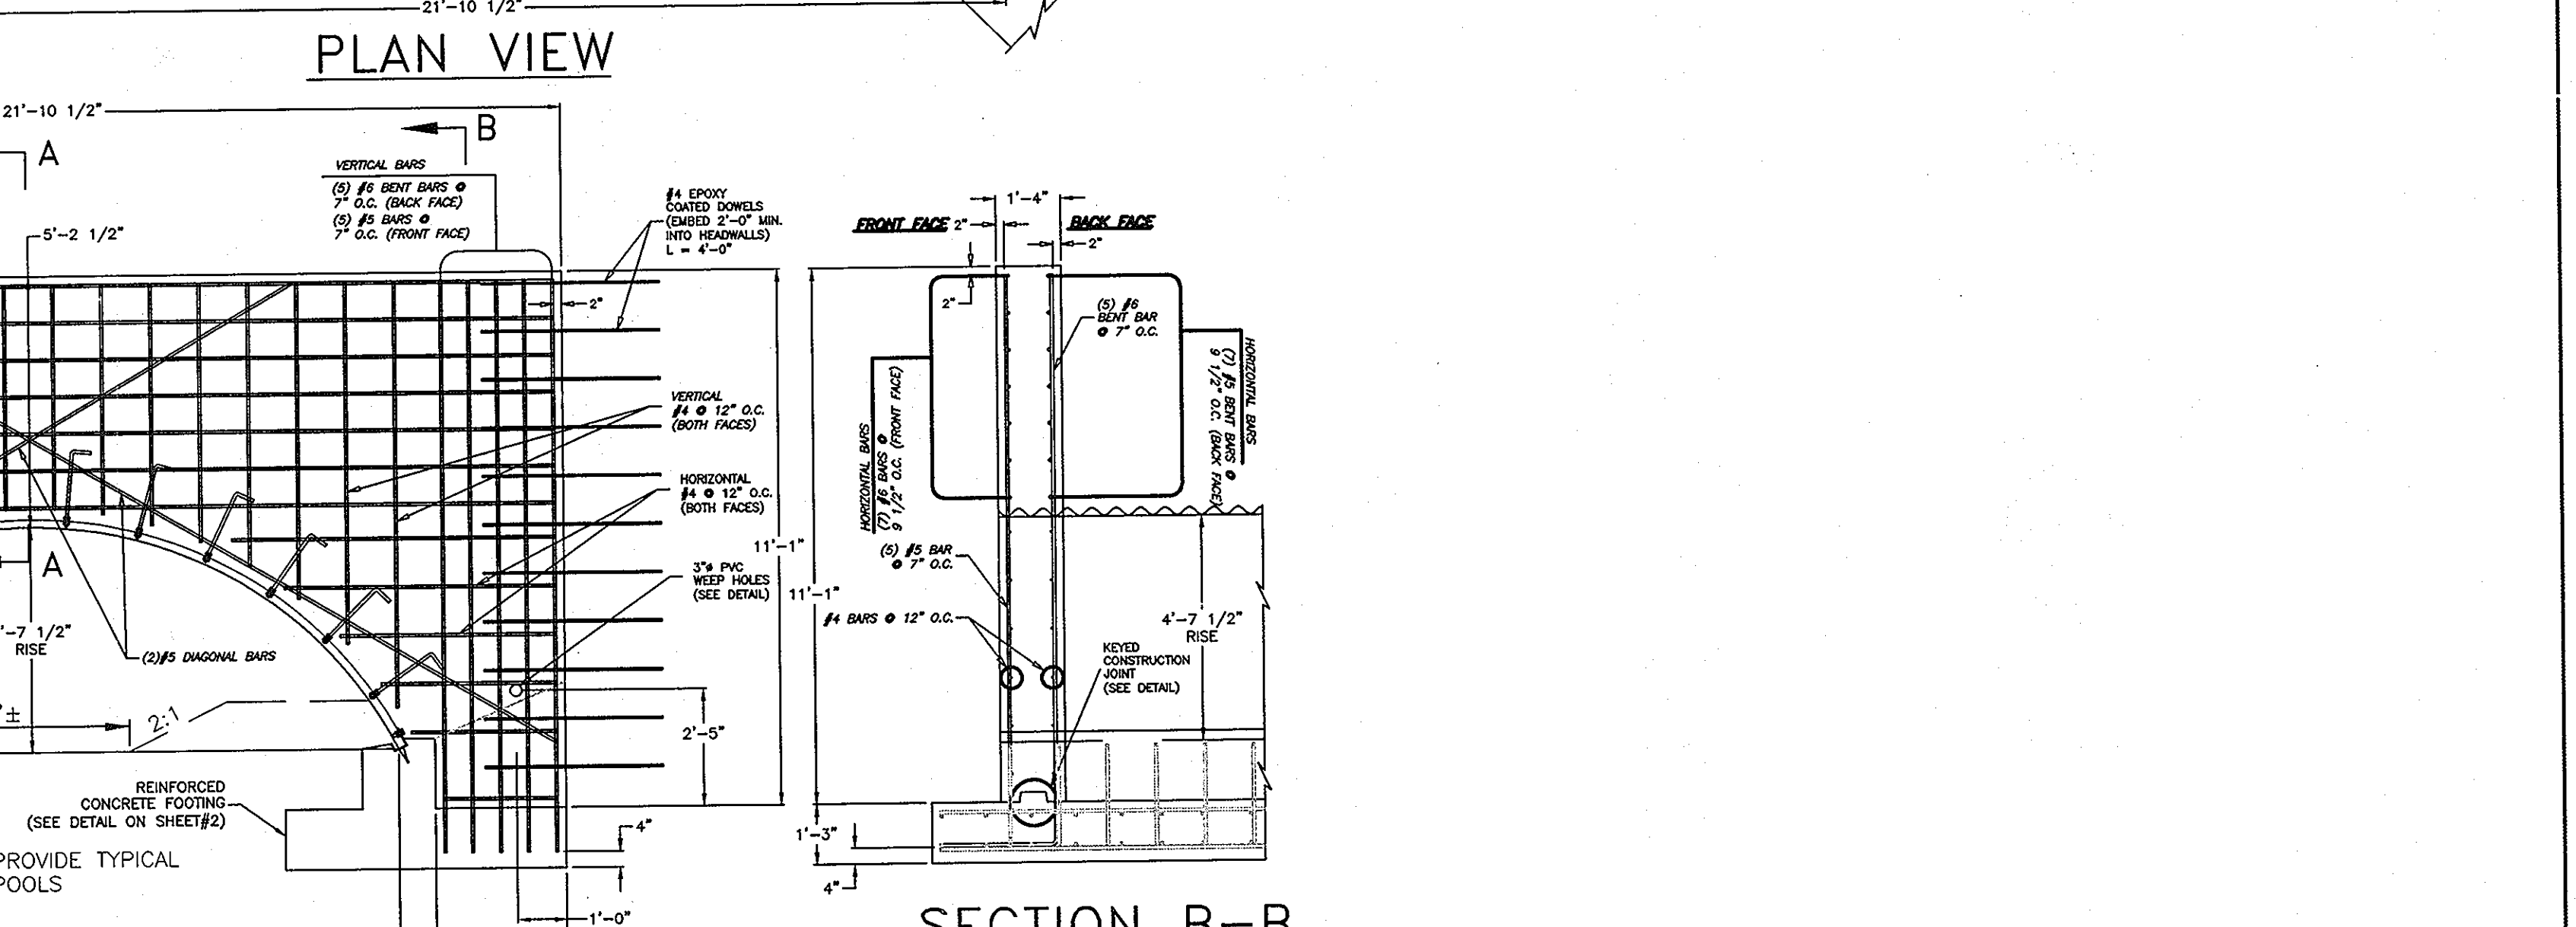 21'-10 1/2"
PLAN VIEW
21'-10 1/2"
B
A
VERTICAL BARS
(5) #6 BENT BARS @
7" O.C. (BACK FACE)
(5) #5 BARS @
7" O.C. (FRONT FACE)
#4 EPOXY
COATED DOWELS
(EMBED 2'-0" MIN.
INTO HEADWALLS)
L = 4'-0"
5'-2 1/2"
2"
VERTICAL
#4 @ 12" O.C.
(BOTH FACES)
HORIZONTAL
#4 @ 12" O.C.
(BOTH FACES)
11'-1"
3"ø PVC
WEEP HOLES
(SEE DETAIL)
A
'-7 1/2"
RISE
(2)#5 DIAGONAL BARS
'±
2:1
2'-5"
REINFORCED
CONCRETE FOOTING
(SEE DETAIL ON SHEET#2)
4"
PROVIDE TYPICAL
POOLS
1'-0"
1'-4"
FRONT FACE
2"
BACK FACE
2"
2"
(5) #6
BENT BAR
@ 7" O.C.
HORIZONTAL BARS
(7) #6 BARS @
9 1/2" O.C. (FRONT FACE)
HORIZONTAL BARS
(7) #5 BENT BARS @
9 1/2" O.C. (BACK FACE)
(5) #5 BAR
@ 7" O.C.
11'-1"
#4 BARS @ 12" O.C.
4'-7 1/2"
RISE
KEYED
CONSTRUCTION
JOINT
(SEE DETAIL)
1'-3"
4"
SECTION B-B